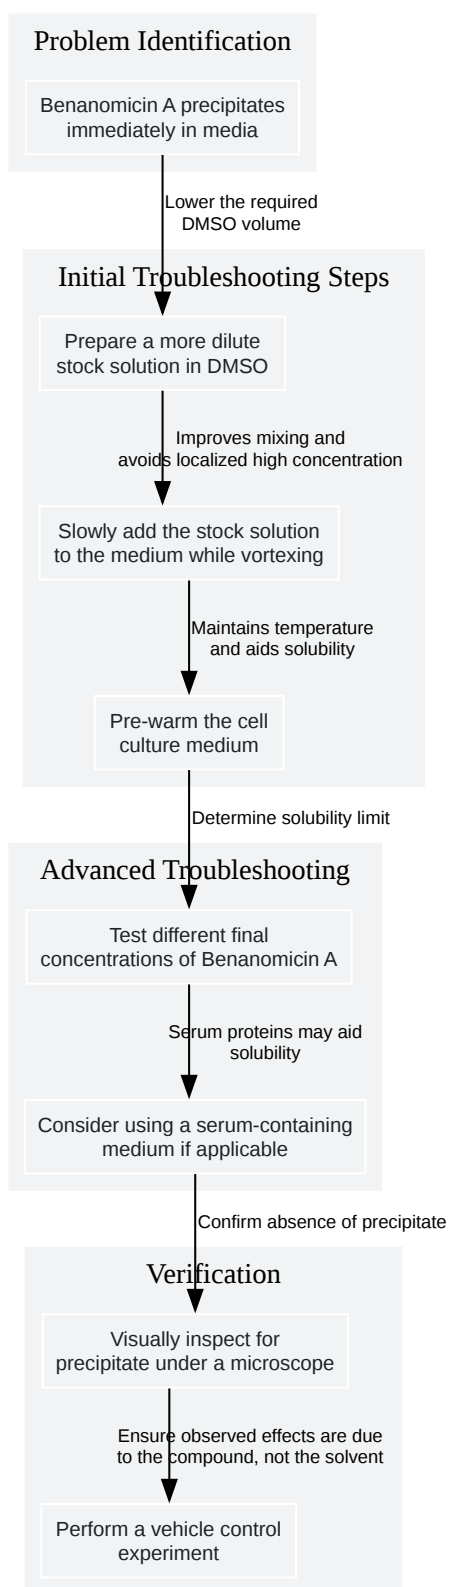 Problem Identification
Benanomicin A precipitates
immediately in media
Lower the required
DMSO volume
Initial Troubleshooting Steps
Prepare a more dilute
stock solution in DMSO
Improves mixing and
avoids localized high concentration
Slowly add the stock solution
to the medium while vortexing
Maintains temperature
and aids solubility
Pre-warm the cell
culture medium
Determine solubility limit
Advanced Troubleshooting
Test different final
concentrations of Benanomicin A
Serum proteins may aid
solubility
Consider using a serum-containing
medium if applicable
Confirm absence of precipitate
Verification
Visually inspect for
precipitate under a microscope
Ensure observed effects are due
to the compound, not the solvent
Perform a vehicle control
experiment